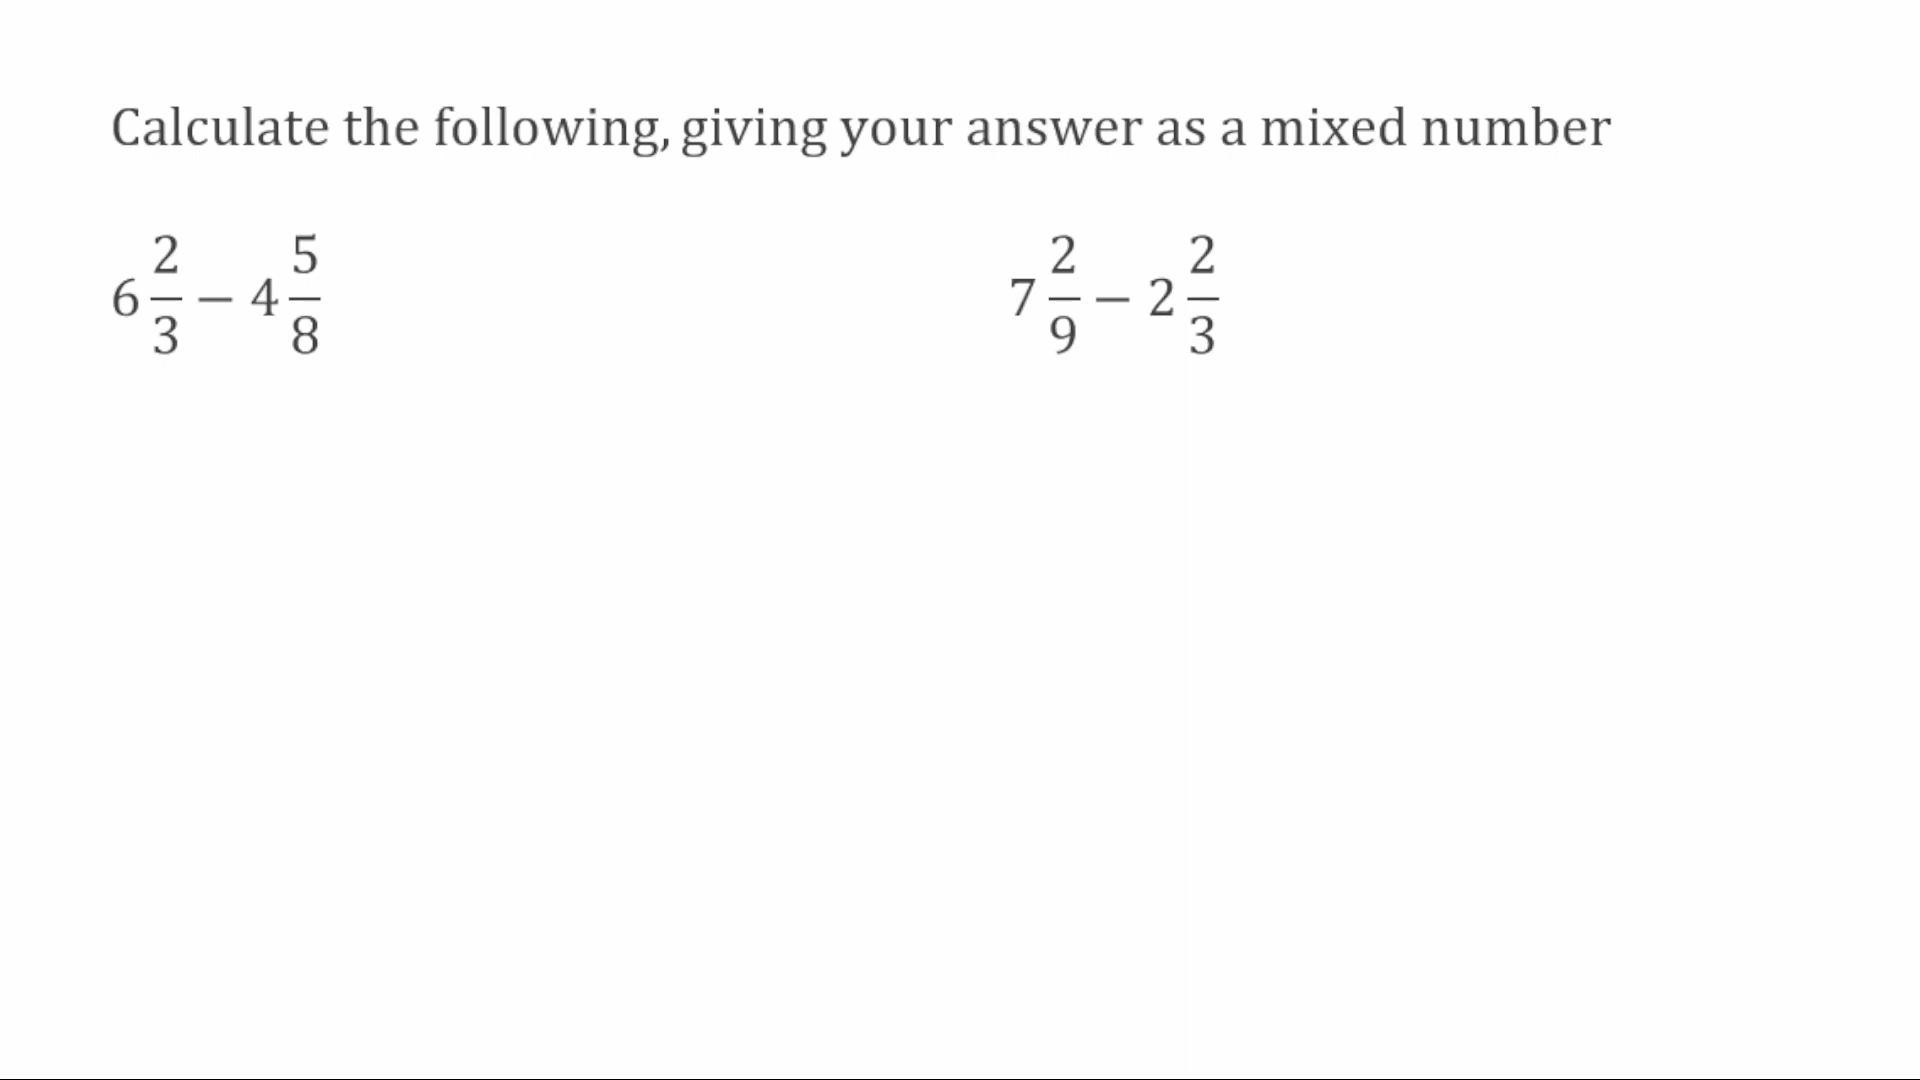 Calculate the following, giving your answer as a mixed number
6 2/3 − 4 5/8
7 2/9 − 2 2/3